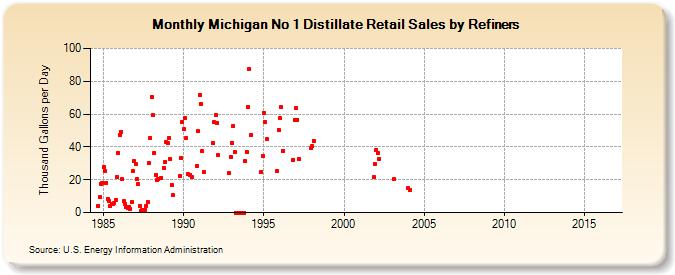 Monthly Michigan No 1 Distillate Retail Sales by Refiners
Thousand Gallons per Day
100
80
60
40
20
0
1985 1990 1995 2000 2005 2010 2015
Source: U.S. Energy Information Administration